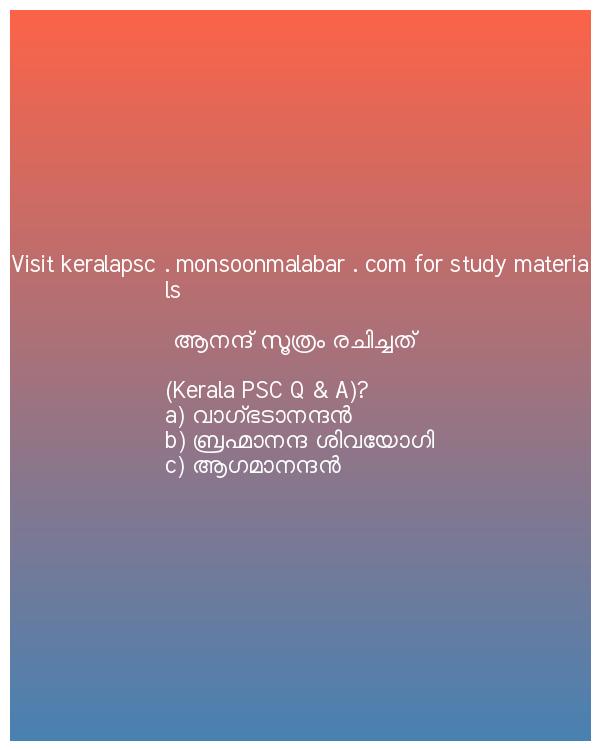 Visit keralapsc . monsoonmalabar . com for study materia
ls
ആനന്ദ് സൂത്രം രചിച്ചത്
(Kerala PSC Q & A)?
a) വാഗ്ഭടാനന്ദൻ
b) ബ്രഹ്മാനന്ദ ശിവയോഗി
c) ആഗമാനന്ദൻ